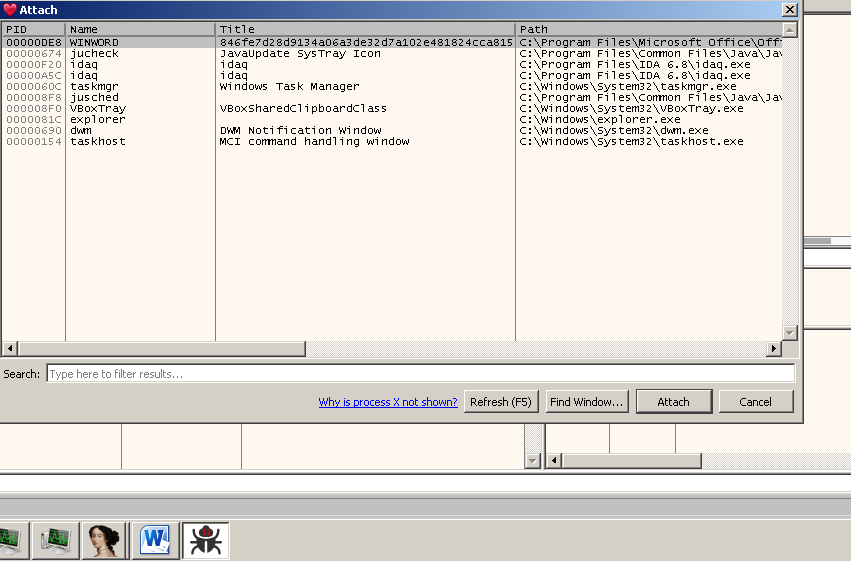 Attach
PID Name Title Path
00000DE8 WINWORD 846fe7d28d9134a06a3de32d7a102e481824cca815 C:\Program Files\Microsoft Office\Off
00000674 jucheck JavaUpdate SysTray Icon C:\Program Files\Common Files\Java\Jav
00000F20 idaq idaq C:\Program Files\IDA 6.8\idaq.exe
00000A5C idaq idaq C:\Program Files\IDA 6.8\idaq.exe
0000060C taskmgr Windows Task Manager C:\Windows\System32\taskmgr.exe
000008F8 jusched C:\Program Files\Common Files\Java\Jav
000008F0 VBoxTray VBoxSharedClipboardClass C:\Windows\System32\VBoxTray.exe
0000081C explorer C:\Windows\explorer.exe
00000690 dwm DWM Notification Window C:\Windows\System32\dwm.exe
00000154 taskhost MCI command handling window C:\Windows\System32\taskhost.exe
Search: Type here to filter results...
Why is process X not shown? Refresh (F5) Find Window... Attach Cancel
W